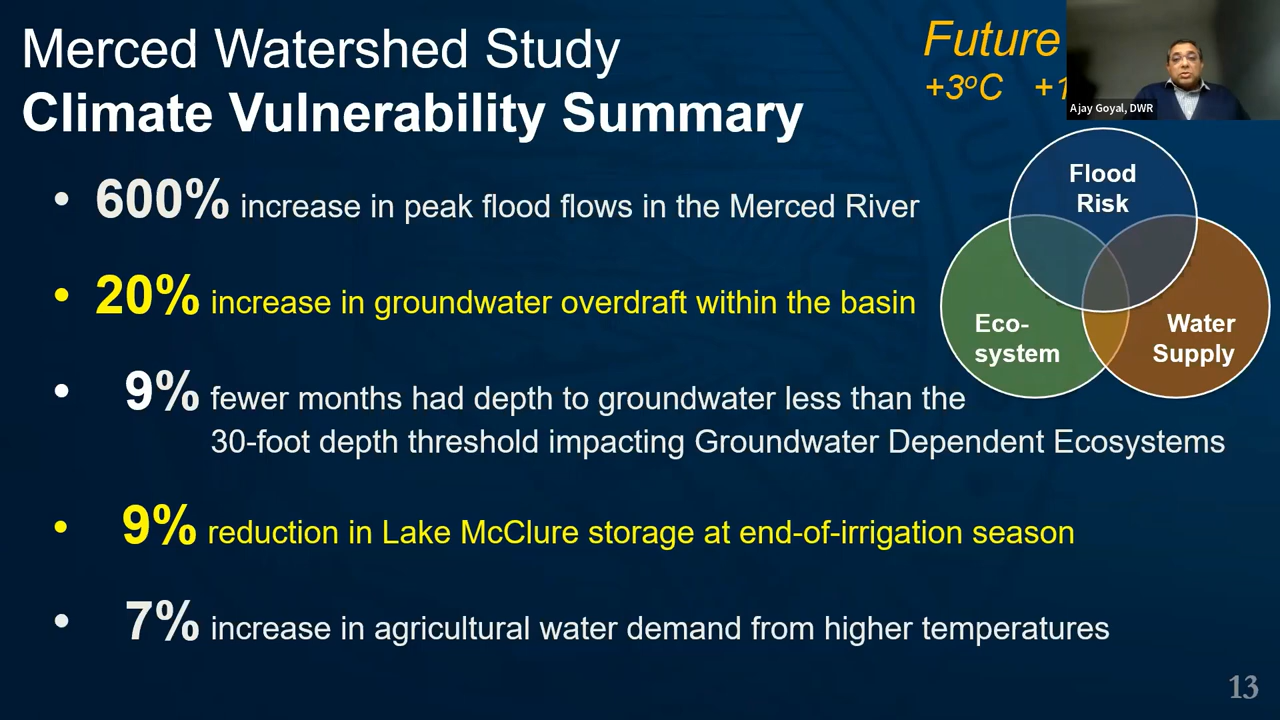 Merced Watershed Study
Climate Vulnerability Summary
Future
+3ºC +1
Ajay Goyal, DWR
• 600% increase in peak flood flows in the Merced River
• 20% increase in groundwater overdraft within the basin
• 9% fewer months had depth to groundwater less than the
30-foot depth threshold impacting Groundwater Dependent Ecosystems
• 9% reduction in Lake McClure storage at end-of-irrigation season
• 7% increase in agricultural water demand from higher temperatures
Flood
Risk
Eco-
system
Water
Supply
13